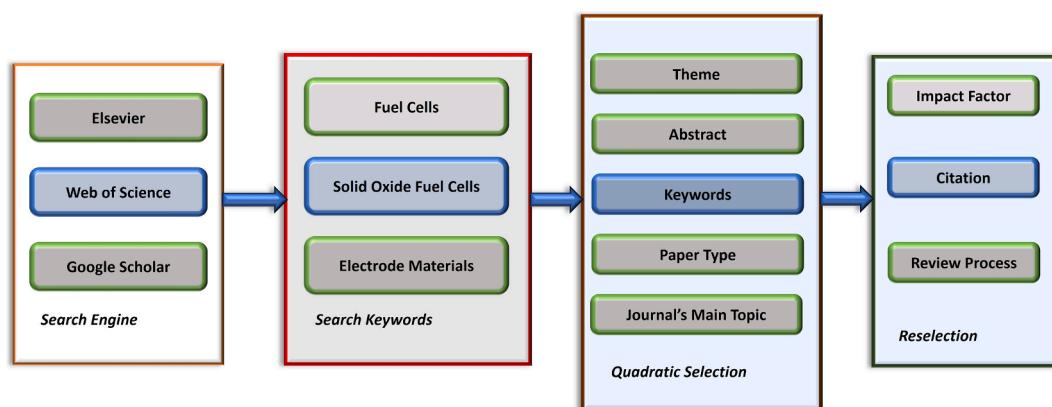 Elsevier
Web of Science
Google Scholar
Search Engine
Fuel Cells
Solid Oxide Fuel Cells
Electrode Materials
Search Keywords
Theme
Abstract
Keywords
Paper Type
Journal's Main Topic
Quadratic Selection
Impact Factor
Citation
Review Process
Reselection